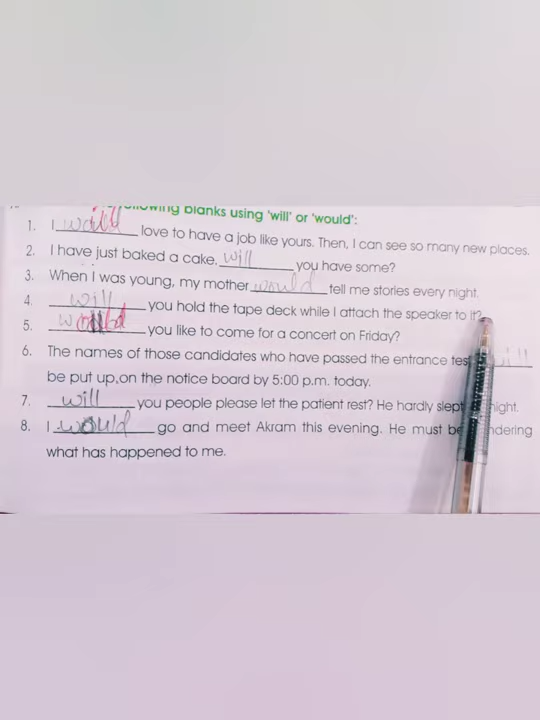 following blanks using 'will' or 'would':
1. I would love to have a job like yours. Then, I can see so many new places.
2. I have just baked a cake. will you have some?
3. When I was young, my mother would tell me stories every night.
4. will you hold the tape deck while I attach the speaker to it?
5. would you like to come for a concert on Friday?
6. The names of those candidates who have passed the entrance test will
be put up, on the notice board by 5:00 p.m. today.
7. will you people please let the patient rest? He hardly slept night.
8. I would go and meet Akram this evening. He must be
what has happened to me.